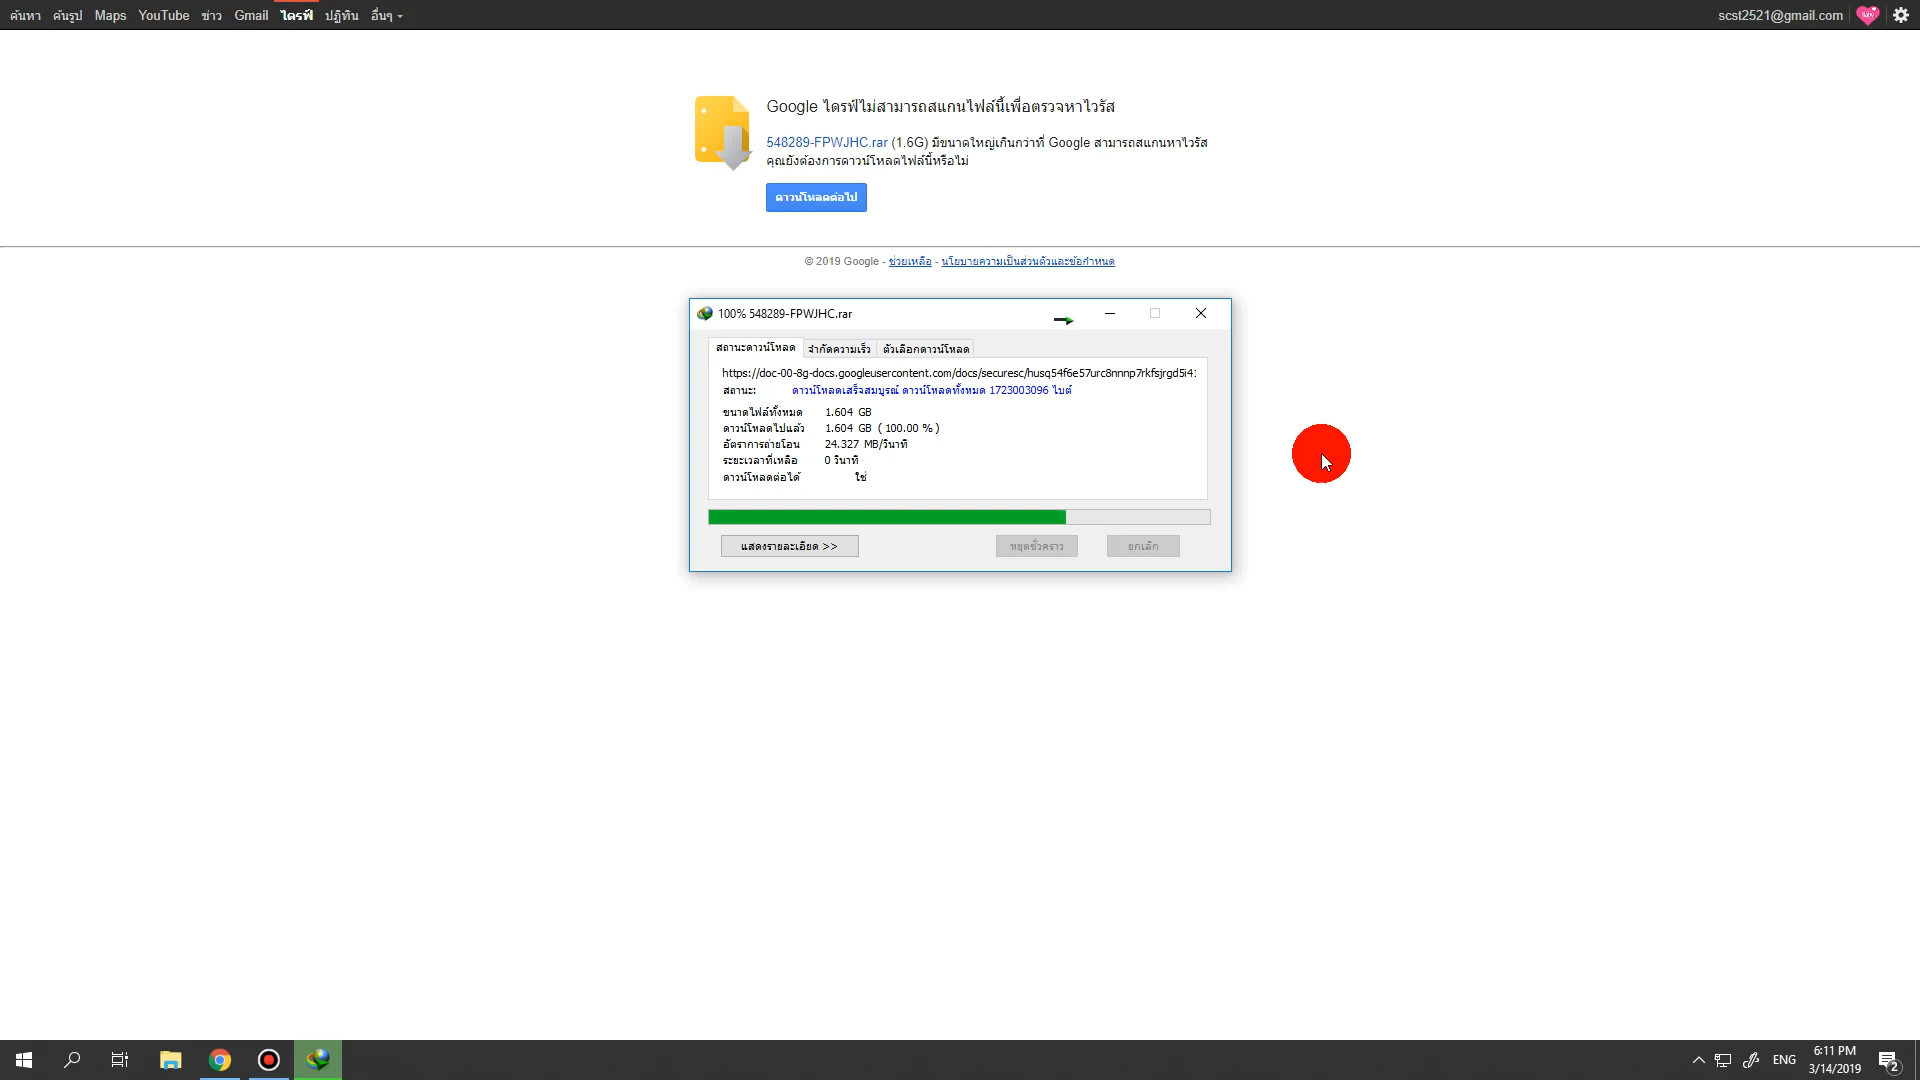 ค้นหา ค้นรูป Maps YouTube ข่าว Gmail ไดรฟ์ ปฏิทิน อื่นๆ
scst2521@gmail.com
Google ไดรฟ์ไม่สามารถสแกนไฟล์นี้เพื่อตรวจหาไวรัส
548289-FPWJHC.rar (1.6G) มีขนาดใหญ่เกินกว่าที่ Google สามารถสแกนหาไวรัส
คุณยังต้องการดาวน์โหลดไฟล์นี้หรือไม่
ดาวน์โหลดต่อไป
© 2019 Google - ช่วยเหลือ - นโยบายความเป็นส่วนตัวและข้อกำหนด
100% 548289-FPWJHC.rar
สถานะดาวน์โหลด จำกัดความเร็ว ตัวเลือกดาวน์โหลด
https://doc-00-8g-docs.googleusercontent.com/docs/securesc/husq54f6e57urc8nnnp7rkfsjrgd5i41
สถานะ: ดาวน์โหลดเสร็จสมบูรณ์ ดาวน์โหลดทั้งหมด 1723003096 ไบต์
ขนาดไฟล์ทั้งหมด 1.604 GB
ดาวน์โหลดไปแล้ว 1.604 GB ( 100.00 % )
อัตราการถ่ายโอน 24.327 MB/วินาที
ระยะเวลาที่เหลือ 0 วินาที
ดาวน์โหลดต่อได้ ใช่
แสดงรายละเอียด >> หยุดชั่วคราว ยกเลิก
ENG
6:11 PM
3/14/2019
2